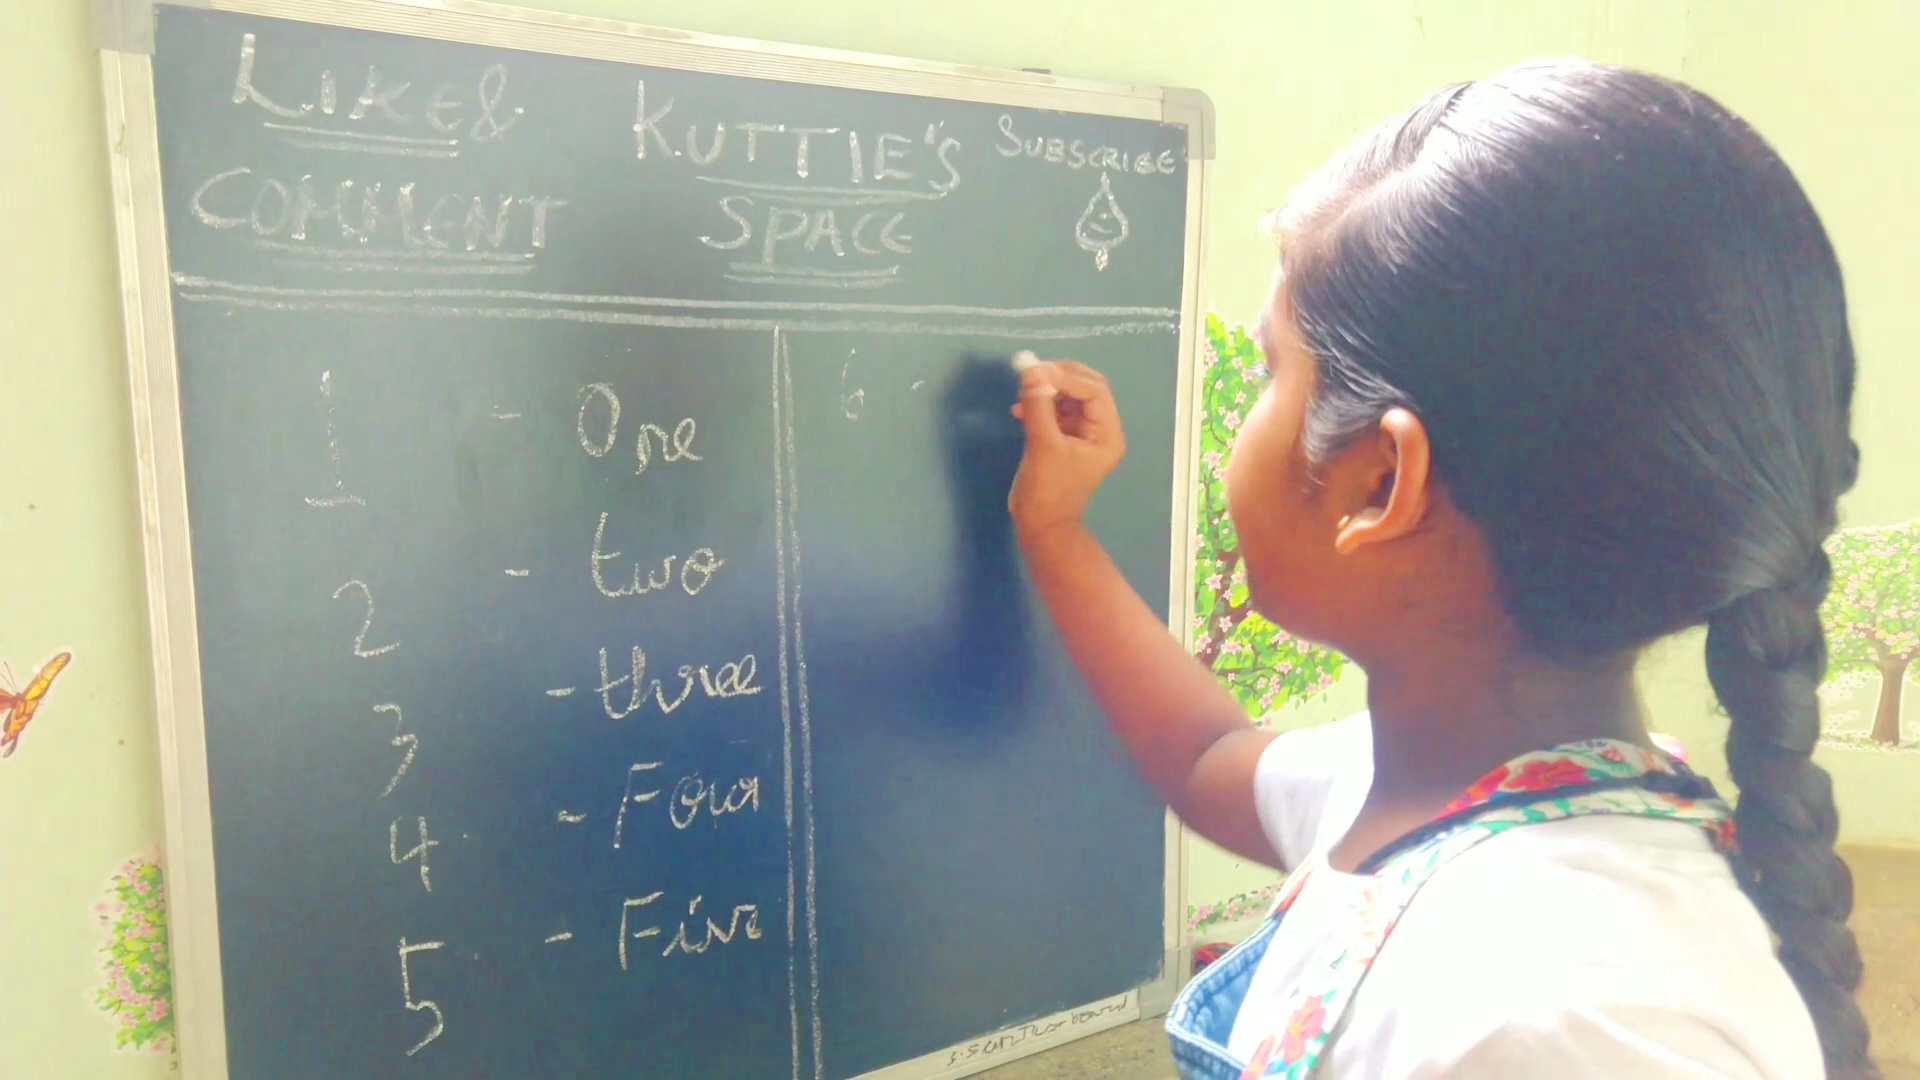 LIKE &
COMMENT
KUTTIE'S
SPACE
SUBSCRIBE
1 - One
2 - two
3 - three
4 - Four
5 - Five
6 -